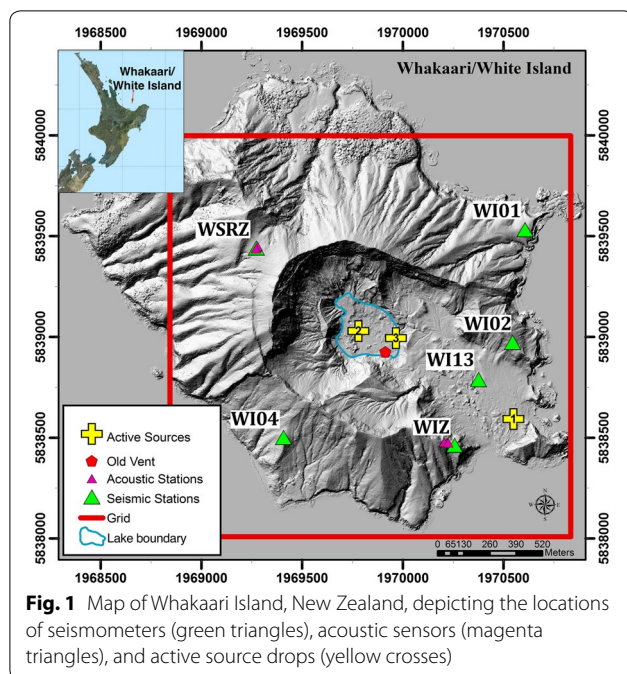 1968500 1969000 1969500 1970000 1970500
Whakaari/
White Island
Whakaari/White Island
5840000 5840000
WI01
WSRZ
5839500 5839500
WI02
2
3
5839000 5839000
WI13
1
WI04
WIZ
5838500 5838500
Active Sources
Old Vent
Acoustic Stations
Seismic Stations
Grid
Lake boundary
N
W E
S
0 65130 260 390 520
Meters
5838000 5838000
1968500 1969000 1969500 1970000 1970500
Fig. 1 Map of Whakaari Island, New Zealand, depicting the locations
of seismometers (green triangles), acoustic sensors (magenta
triangles), and active source drops (yellow crosses)